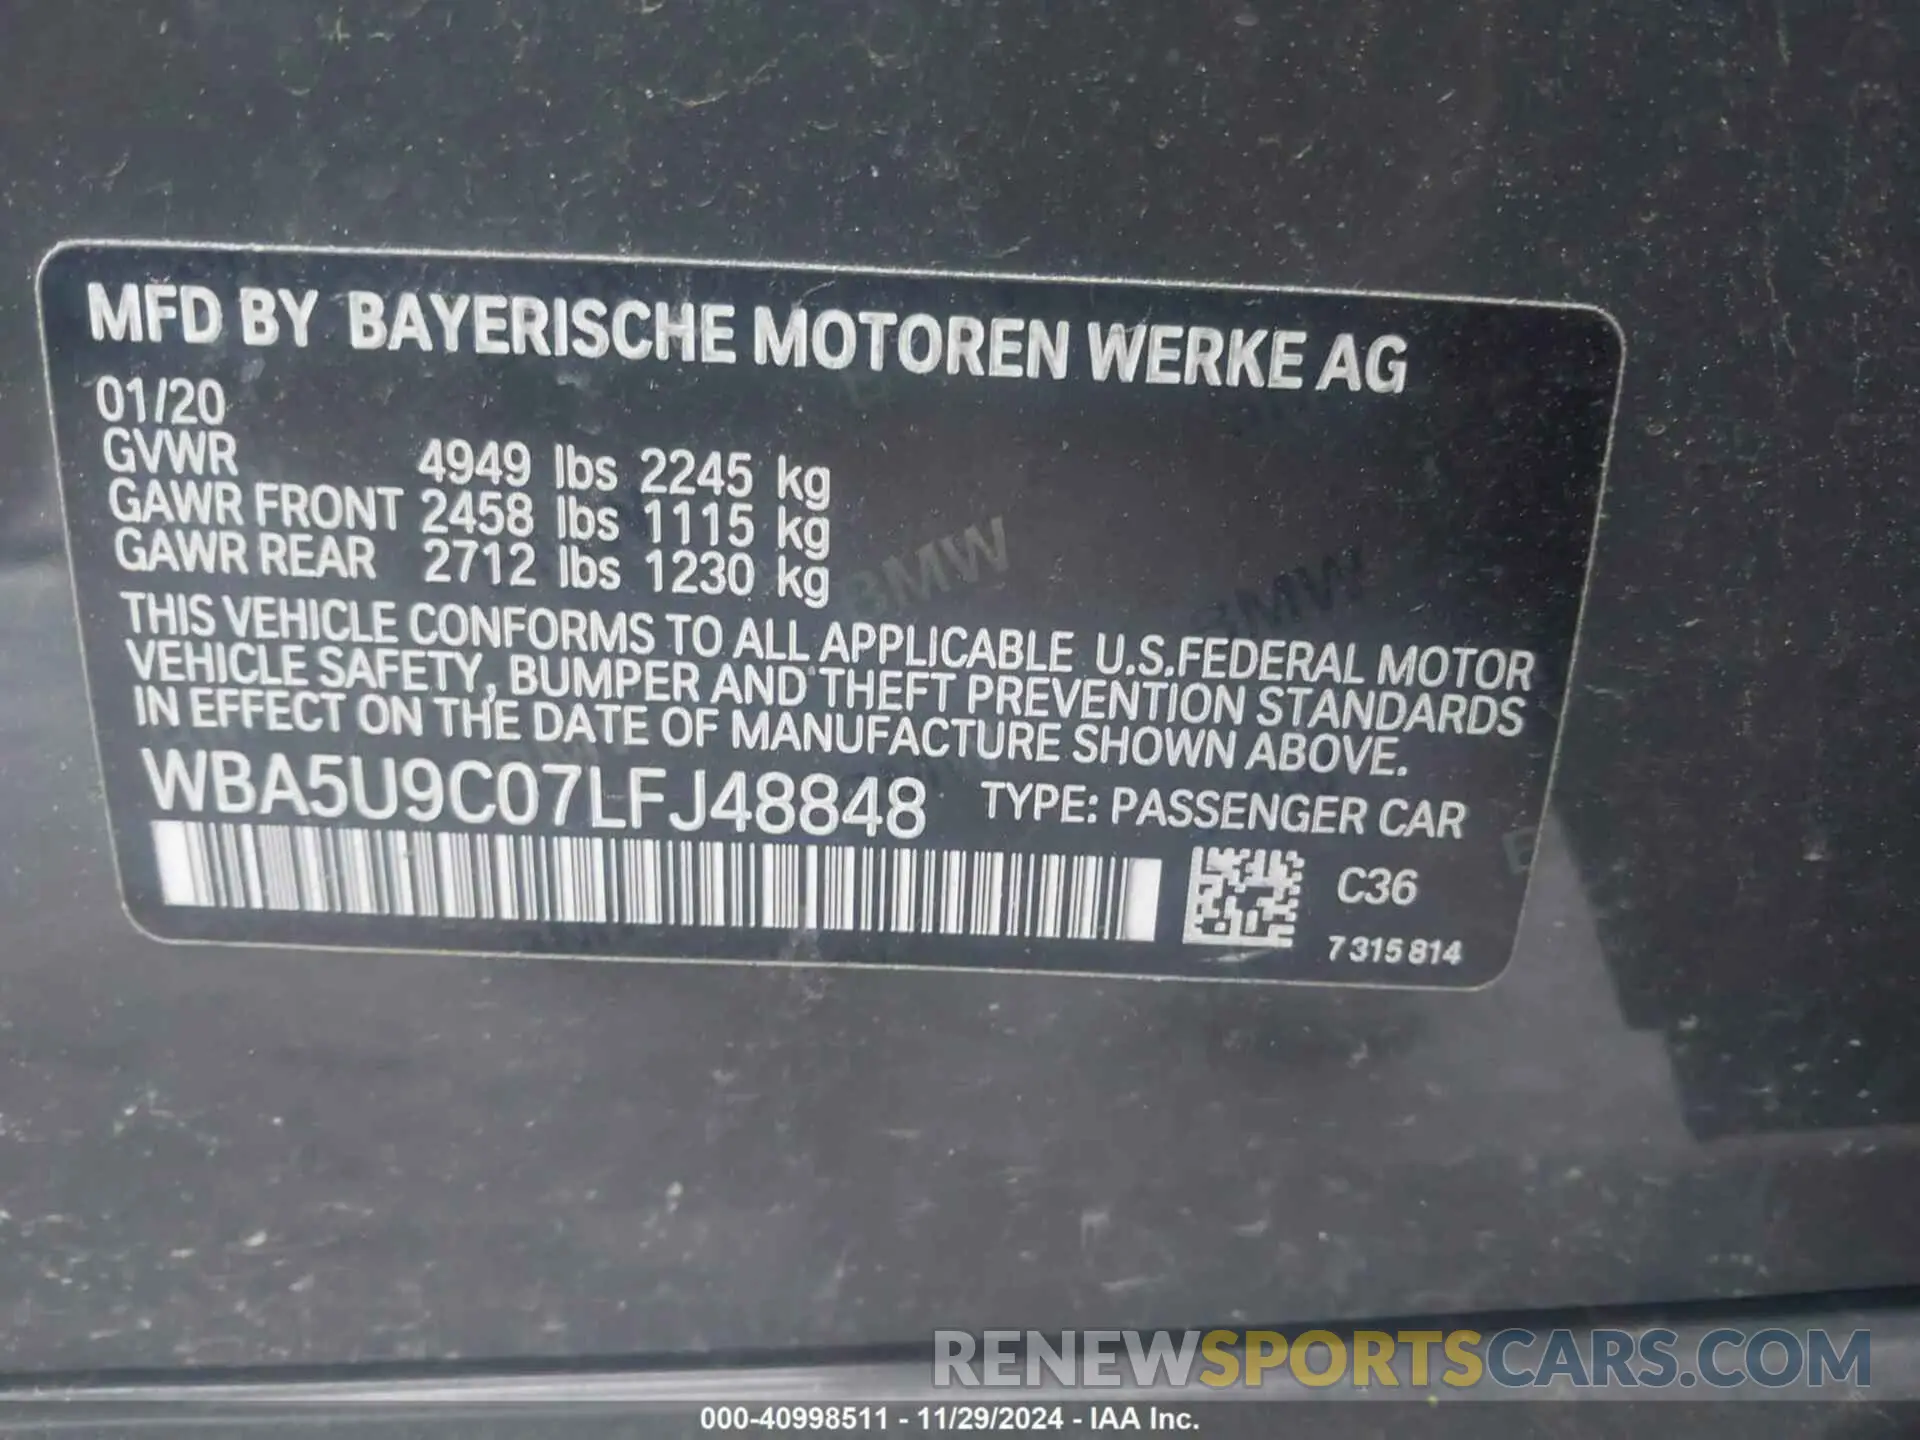 MFD BY BAYERISCHE MOTOREN WERKE AG
01/20
GVWR 4949 lbs 2245 kg
GAWR FRONT 2458 lbs 1115 kg
GAWR REAR 2712 lbs 1230 kg
THIS VEHICLE CONFORMS TO ALL APPLICABLE U.S.FEDERAL MOTOR
VEHICLE SAFETY, BUMPER AND THEFT PREVENTION STANDARDS
IN EFFECT ON THE DATE OF MANUFACTURE SHOWN ABOVE.
WBA5U9C07LFJ48848 TYPE: PASSENGER CAR
C36
7315814
BMW BMW
RENEWSPORTSCARS.COM
000-40998511 - 11/29/2024 - IAA Inc.